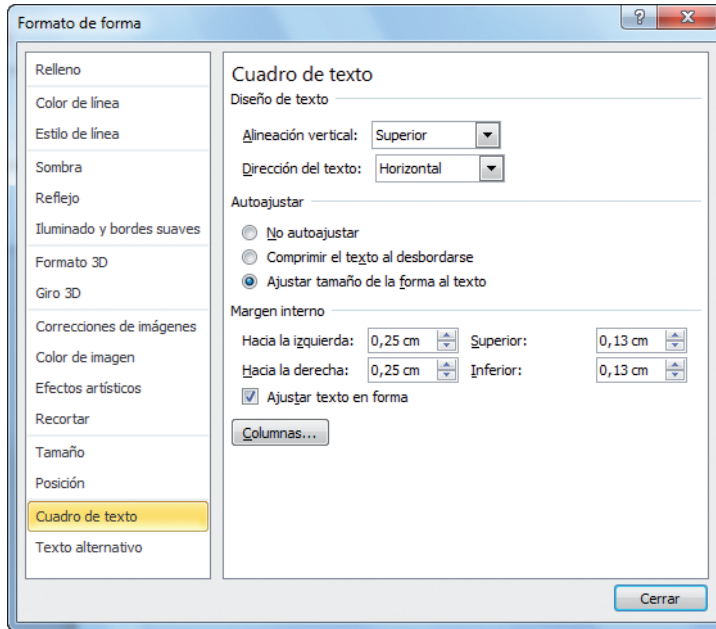 Formato de forma
Relleno
Color de línea
Estilo de línea
Sombra
Reflejo
Iluminado y bordes suaves
Formato 3D
Giro 3D
Correcciones de imágenes
Color de imagen
Efectos artísticos
Recortar
Tamaño
Posición
Cuadro de texto
Texto alternativo
Cuadro de texto
Diseño de texto
Alineación vertical: Superior
Dirección del texto: Horizontal
Autoajustar
No autoajustar
Comprimir el texto al desbordarse
Ajustar tamaño de la forma al texto
Margen interno
Hacia la izquierda: 0,25 cm Superior: 0,13 cm
Hacia la derecha: 0,25 cm Inferior: 0,13 cm
Ajustar texto en forma
Columnas...
Cerrar